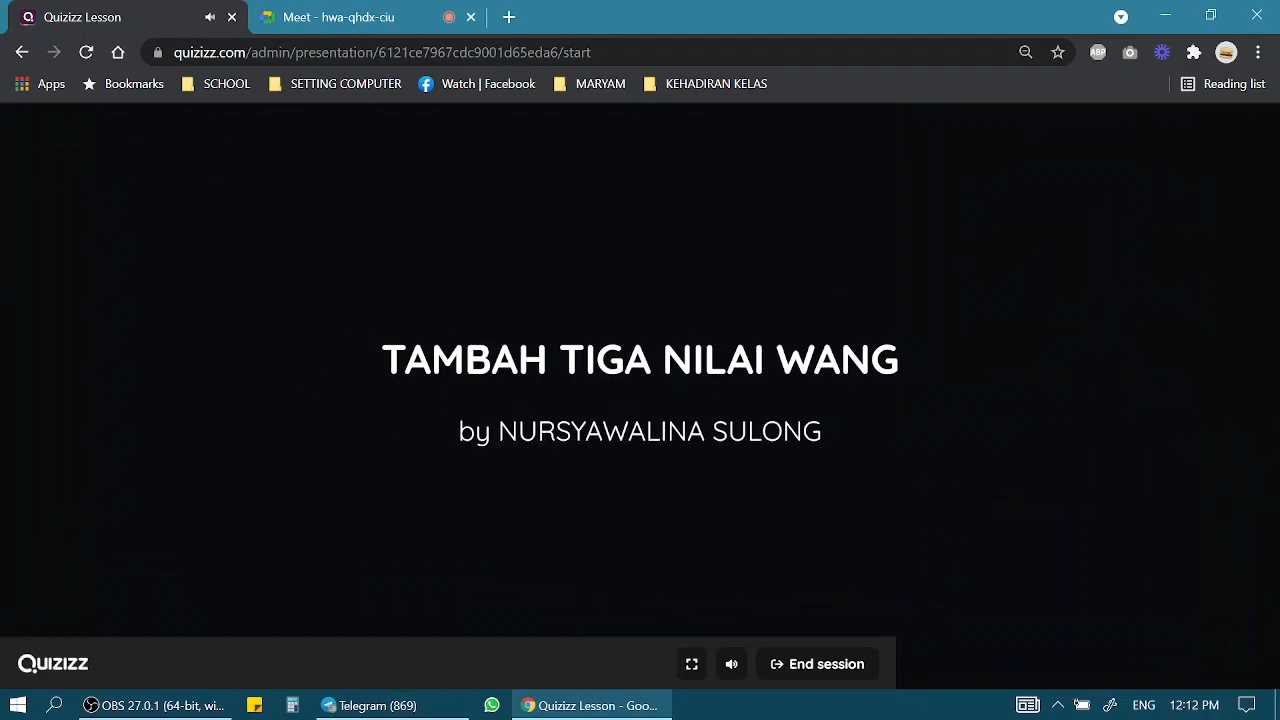 Quizizz Lesson
Meet - hwa-qhdx-ciu
quizizz.com/admin/presentation/6121ce7967cdc9001d65eda6/start
ABP
Apps
Bookmarks
SCHOOL
SETTING COMPUTER
Watch | Facebook
MARYAM
KEHADIRAN KELAS
Reading list
TAMBAH TIGA NILAI WANG
by NURSYAWALINA SULONG
QUIZIZZ
End session
OBS 27.0.1 (64-bit, wi...
Telegram (869)
Quizizz Lesson - Goo...
ENG
12:12 PM